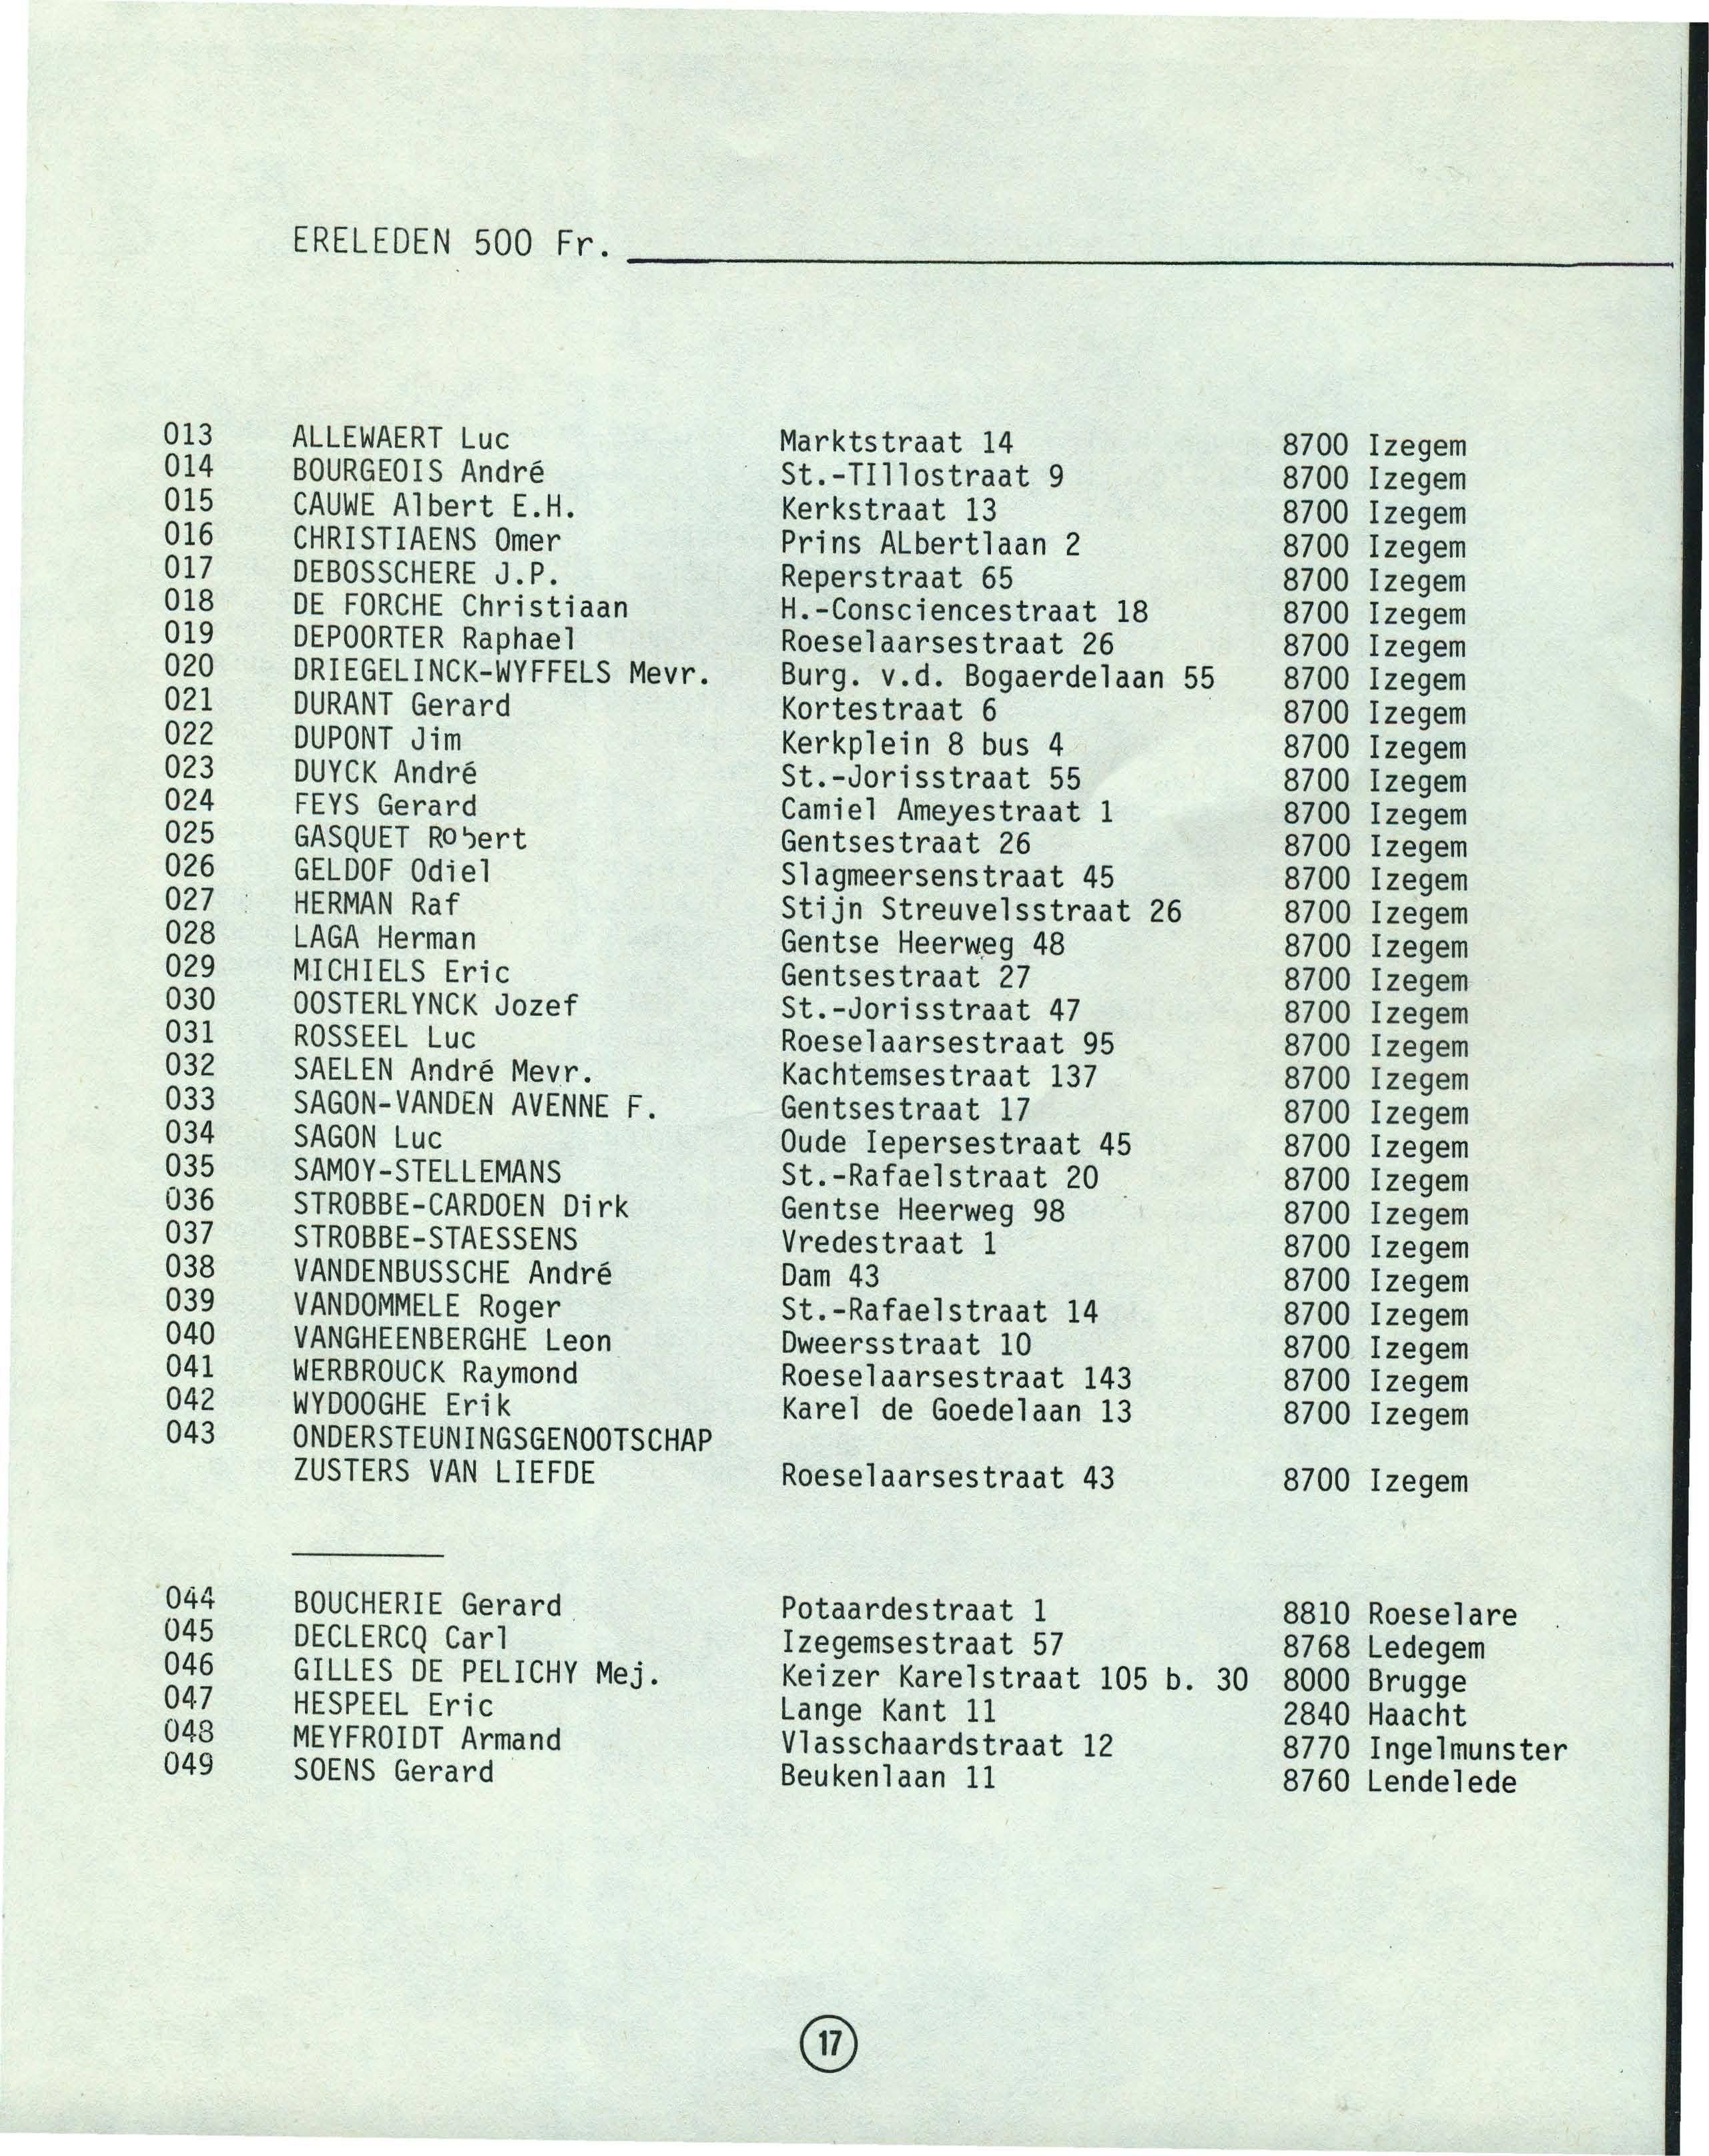 ERELEDEN 500 Fr.
013 ALLEWAERT Luc Marktstraat 14 8700 Izegem
014 BOURGEOIS André St.-TIllostraat 9 8700 Izegem
015 CAUWE Albert E.H. Kerkstraat 13 8700 Izegem
016 CHRISTIAENS Omer Prins ALbertlaan 2 8700 Izegem
017 DEBOSSCHERE J.P. Reperstraat 65 8700 Izegem
018 DE FORCHE Christiaan H.-Consciencestraat 18 8700 Izegem
019 DEPOORTER Raphael Roeselaarsestraat 26 8700 Izegem
020 DRIEGELINCK-WYFFELS Mevr. Burg. v.d. Bogaerdelaan 55 8700 Izegem
021 DURANT Gerard Kortestraat 6 8700 Izegem
022 DUPONT Jim Kerkplein 8 bus 4 8700 Izegem
023 DUYCK André St.-Jorisstraat 55 8700 Izegem
024 FEYS Gerard Camiel Ameyestraat 1 8700 Izegem
025 GASQUET Robert Gentsestraat 26 8700 Izegem
026 GELDOF Odiel Slagmeersenstraat 45 8700 Izegem
027 HERMAN Raf Stijn Streuvelsstraat 26 8700 Izegem
028 LAGA Herman Gentse Heerweg 48 8700 Izegem
029 MICHIELS Eric Gentsestraat 27 8700 Izegem
030 OOSTERLYNCK Jozef St.-Jorisstraat 47 8700 Izegem
031 ROSSEEL Luc Roeselaarsestraat 95 8700 Izegem
032 SAELEN André Mevr. Kachtemsestraat 137 8700 Izegem
033 SAGON-VANDEN AVENNE F. Gentsestraat 17 8700 Izegem
034 SAGON Luc Oude Iepersestraat 45 8700 Izegem
035 SAMOY-STELLEMANS St.-Rafaelstraat 20 8700 Izegem
036 STROBBE-CARDOEN Dirk Gentse Heerweg 98 8700 Izegem
037 STROBBE-STAESSENS Vredestraat 1 8700 Izegem
038 VANDENBUSSCHE André Dam 43 8700 Izegem
039 VANDOMMELE Roger St.-Rafaelstraat 14 8700 Izegem
040 VANGHEENBERGHE Leon Dweersstraat 10 8700 Izegem
041 WERBROUCK Raymond Roeselaarsestraat 143 8700 Izegem
042 WYDOOGHE Erik Karel de Goedelaan 13 8700 Izegem
043 ONDERSTEUNINGSGENOOTSCHAP
ZUSTERS VAN LIEFDE Roeselaarsestraat 43 8700 Izegem
044 BOUCHERIE Gerard Potaardestraat 1 8810 Roeselare
045 DECLERCQ Carl Izegemsestraat 57 8768 Ledegem
046 GILLES DE PELICHY Mej. Keizer Karelstraat 105 b. 30 8000 Brugge
047 HESPEEL Eric Lange Kant 11 2840 Haacht
048 MEYFROIDT Armand Vlasschaardstraat 12 8770 Ingelmunster
049 SOENS Gerard Beukenlaan 11 8760 Lendelede
17